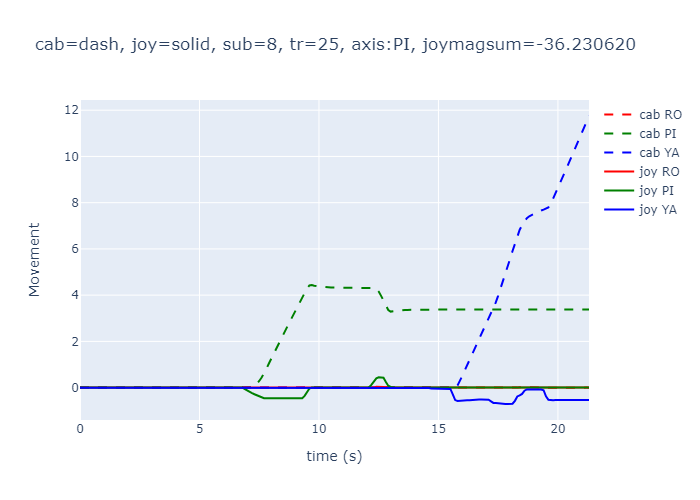 cab=dash, joy=solid, sub=8, tr=25, axis:PI, joymagsum=-36.230620
12
10
8
6
4
2
0
Movement
0 5 10 15 20
time (s)
cab RO
cab PI
cab YA
joy RO
joy PI
joy YA